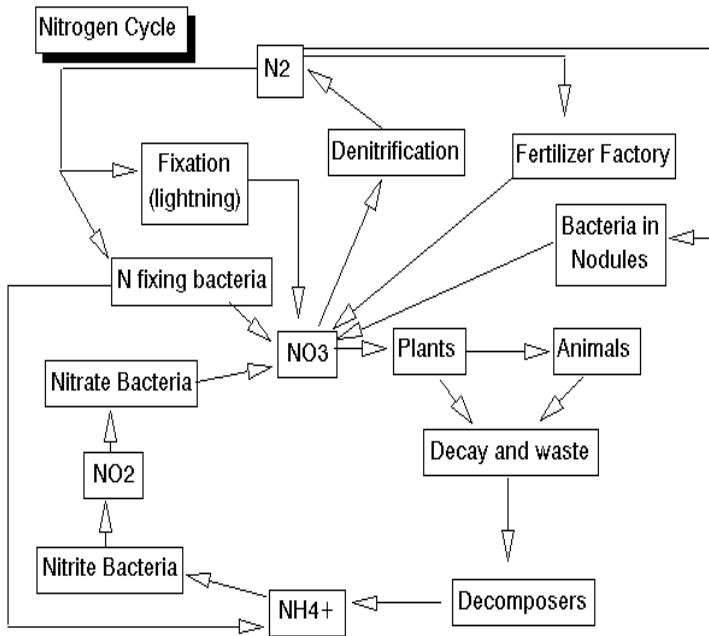 Nitrogen Cycle
N2
Fixation
(lightning)
Denitrification
Fertilizer Factory
Bacteria in
Nodules
N fixing bacteria
NO3
Plants
Animals
Nitrate Bacteria
Decay and waste
NO2
Nitrite Bacteria
NH4+
Decomposers